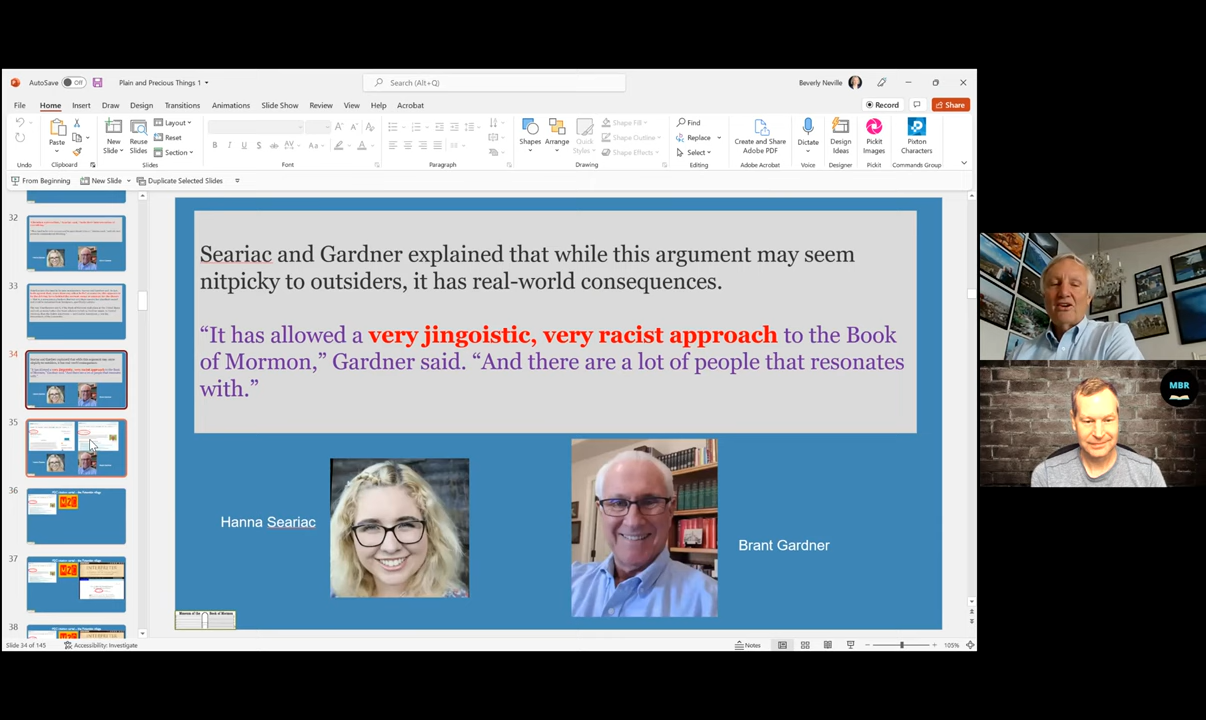 AutoSave Off Plain and Precious Things 1 Search (Alt+Q) Beverly Neville
File Home Insert Draw Design Transitions Animations Slide Show Review View Help Acrobat Record Share
Undo
Paste
Clipboard
New Slide
Reuse Slides
Layout
Reset
Section
Slides
Font
Paragraph
Shapes
Arrange
Quick Styles
Shape Fill
Shape Outline
Shape Effects
Drawing
Find
Replace
Select
Editing
Create and Share Adobe PDF
Adobe Acrobat
Dictate
Voice
Design Ideas
Designer
Pickit Images
Pickit
Pixton Characters
Commands Group
From Beginning New Slide Duplicate Selected Slides
32
33
34
35
36
37
38
Seariac and Gardner explained that while this argument may seem
nitpicky to outsiders, it has real-world consequences.
“It has allowed a very jingoistic, very racist approach to the Book
of Mormon,” Gardner said. “And there are a lot of people that resonates
with.”
Hanna Seariac
Brant Gardner
Museum of the Book of Mormon
MBR
Slide 34 of 145 Accessibility: Investigate Notes 105%